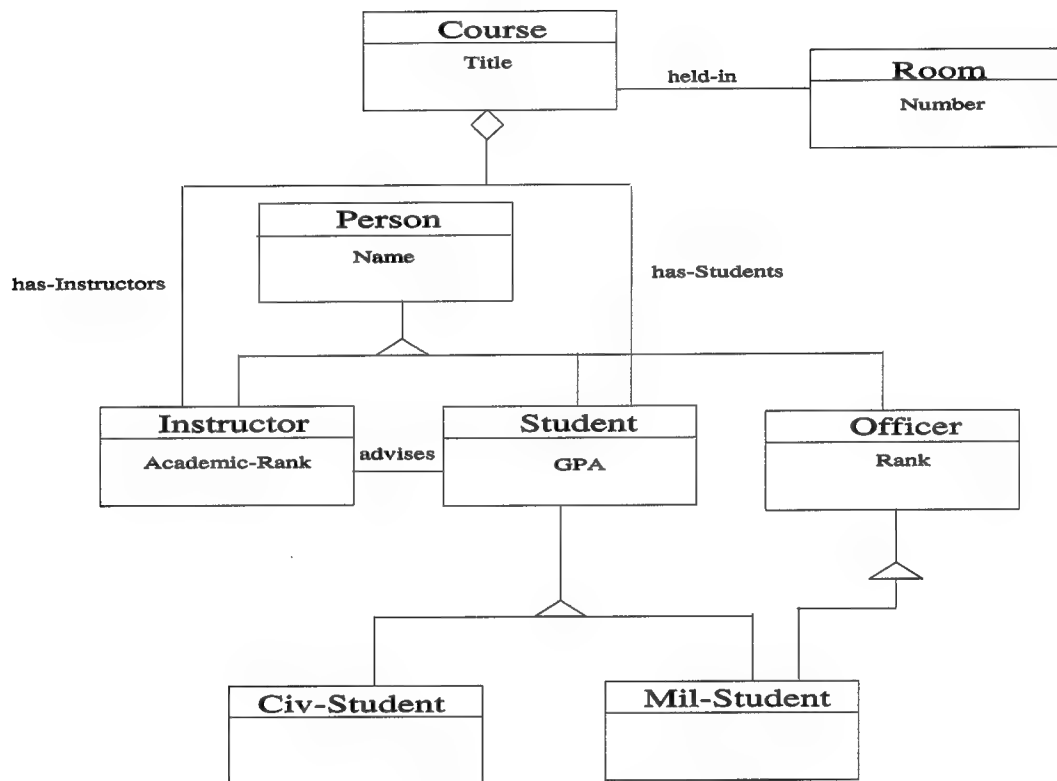 Course
Title
held-in
Room
Number
Person
Name
has-Instructors
has-Students
Instructor
Academic-Rank
advises
Student
GPA
Officer
Rank
Civ-Student
Mil-Student